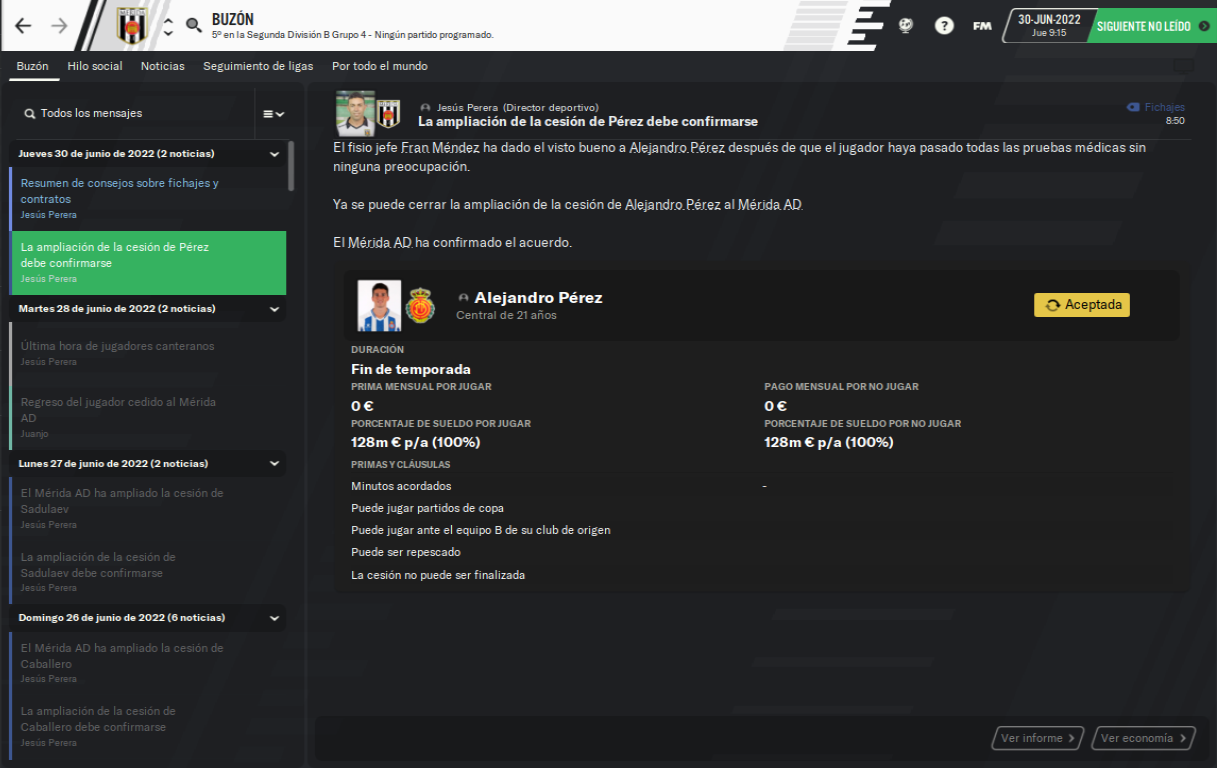 BUZÓN
5º en la Segunda División B Grupo 4 - Ningún partido programado.
?
FM
30-JUN-2022
Jue 9:15
SIGUIENTE NO LEÍDO
Buzón
Hilo social
Noticias
Seguimiento de ligas
Por todo el mundo
Todos los mensajes
Jueves 30 de junio de 2022 (2 noticias)
Resumen de consejos sobre fichajes y
contratos
Jesús Perera
La ampliación de la cesión de Pérez
debe confirmarse
Jesús Perera
Martes 28 de junio de 2022 (2 noticias)
Última hora de jugadores canteranos
Jesús Perera
Regreso del jugador cedido al Mérida
AD
Juanjo
Lunes 27 de junio de 2022 (2 noticias)
El Mérida AD ha ampliado la cesión de
Sadulaev
Jesús Perera
La ampliación de la cesión de
Sadulaev debe confirmarse
Jesús Perera
Domingo 26 de junio de 2022 (6 noticias)
El Mérida AD ha ampliado la cesión de
Caballero
Jesús Perera
La ampliación de la cesión de
Caballero debe confirmarse
Jesús Perera
Jesús Perera (Director deportivo)
La ampliación de la cesión de Pérez debe confirmarse
Fichajes
8:50
El fisio jefe Fran Méndez ha dado el visto bueno a Alejandro Pérez después de que el jugador haya pasado todas las pruebas médicas sin
ninguna preocupación.
Ya se puede cerrar la ampliación de la cesión de Alejandro Pérez al Mérida AD
El Mérida AD ha confirmado el acuerdo.
Alejandro Pérez
Central de 21 años
Aceptada
DURACIÓN
Fin de temporada
PRIMA MENSUAL POR JUGAR
PAGO MENSUAL POR NO JUGAR
0 €
0 €
PORCENTAJE DE SUELDO POR JUGAR
PORCENTAJE DE SUELDO POR NO JUGAR
128m € p/a (100%)
128m € p/a (100%)
PRIMAS Y CLÁUSULAS
Minutos acordados
-
Puede jugar partidos de copa
Puede jugar ante el equipo B de su club de origen
Puede ser repescado
La cesión no puede ser finalizada
Ver informe
Ver economía